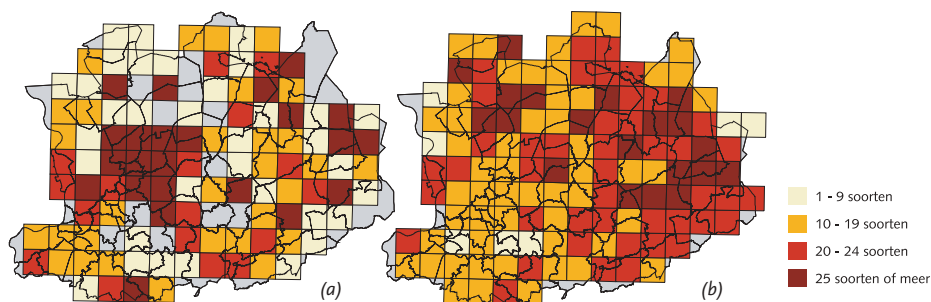 1 - 9 soorten
10 - 19 soorten
20 - 24 soorten
25 soorten of meer
(a)
(b)